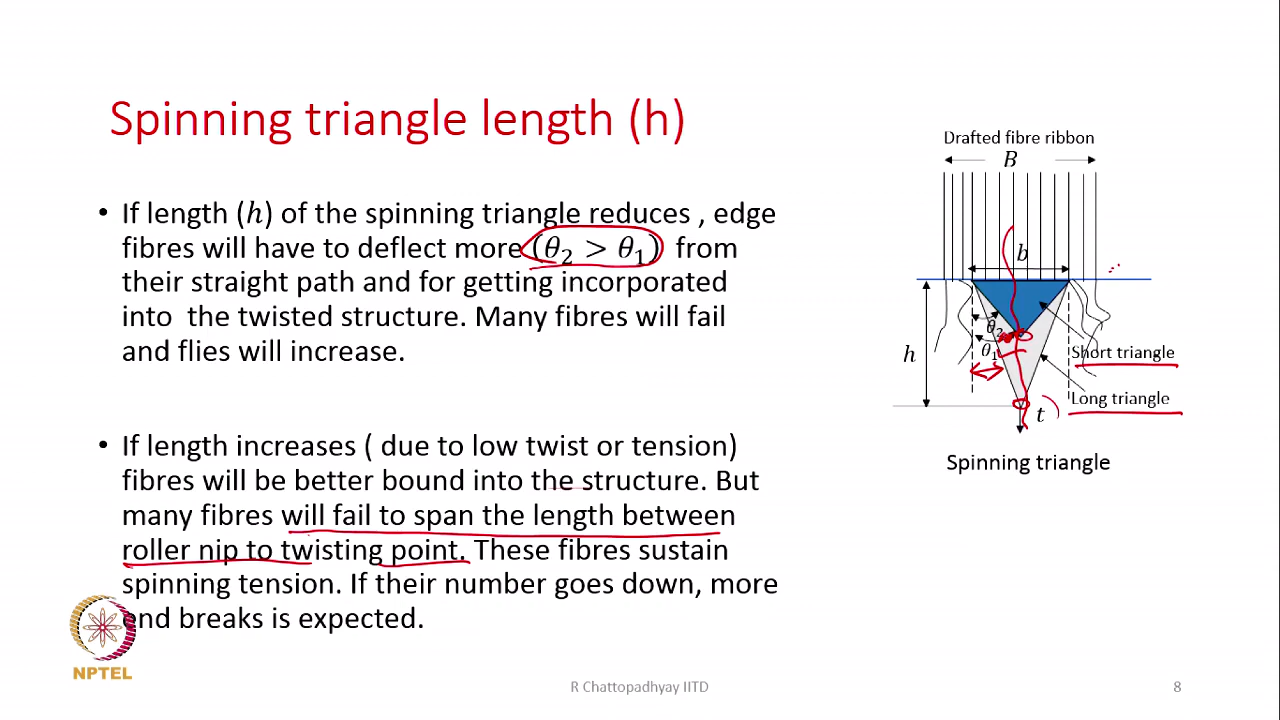 Spinning triangle length (h)
• If length (ℎ) of the spinning triangle reduces , edge
fibres will have to deflect more (θ₂ > θ₁) from
their straight path and for getting incorporated
into the twisted structure. Many fibres will fail
and flies will increase.
• If length increases ( due to low twist or tension)
fibres will be better bound into the structure. But
many fibres will fail to span the length between
roller nip to twisting point. These fibres sustain
spinning tension. If their number goes down, more
end breaks is expected.
Drafted fibre ribbon
B
b
θ₂
θ₁
h
Short triangle
Long triangle
t
Spinning triangle
NPTEL
R Chattopadhyay IITD
8